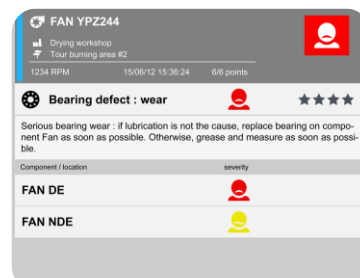 FAN YPZ244
Drying workshop
Tour burning area #2
1234 RPM 15/06/12 15:36:24 6/6 points
Bearing defect : wear
Serious bearing wear : if lubrication is not the cause, replace bearing on compo-
nent Fan as soon as possible. Otherwise, grease and measure as soon as possi-
ble.
Component / location severity
FAN DE
FAN NDE